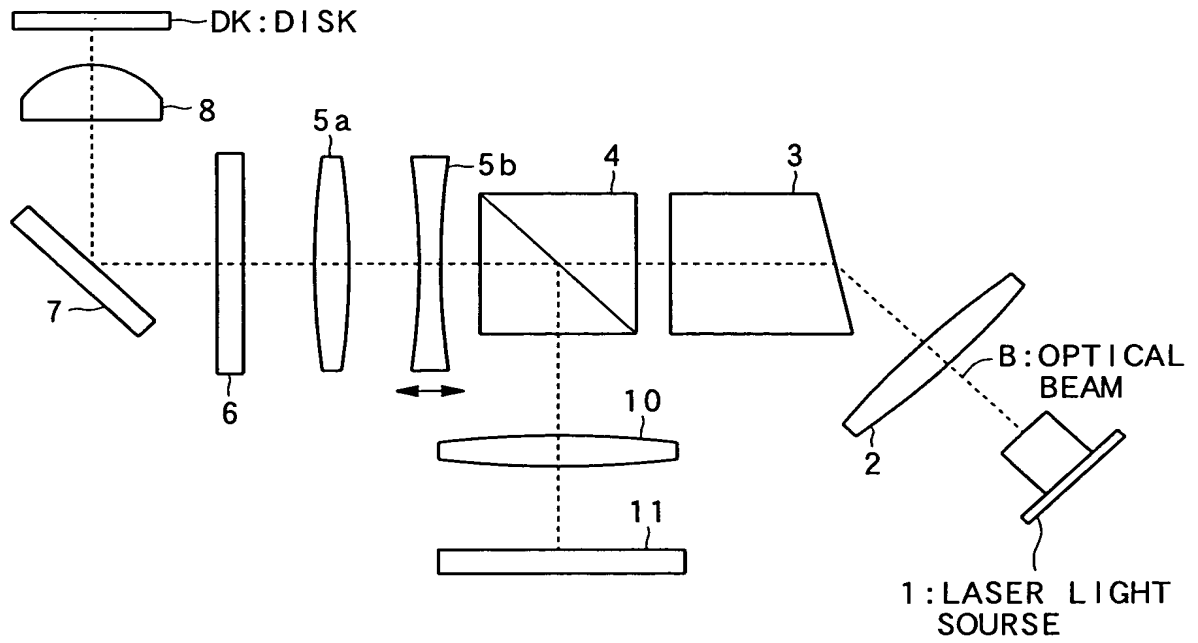 DK:DISK
8
5a
5b
4
3
7
6
B:OPTICAL
BEAM
10
2
11
1:LASER LIGHT
SOURSE